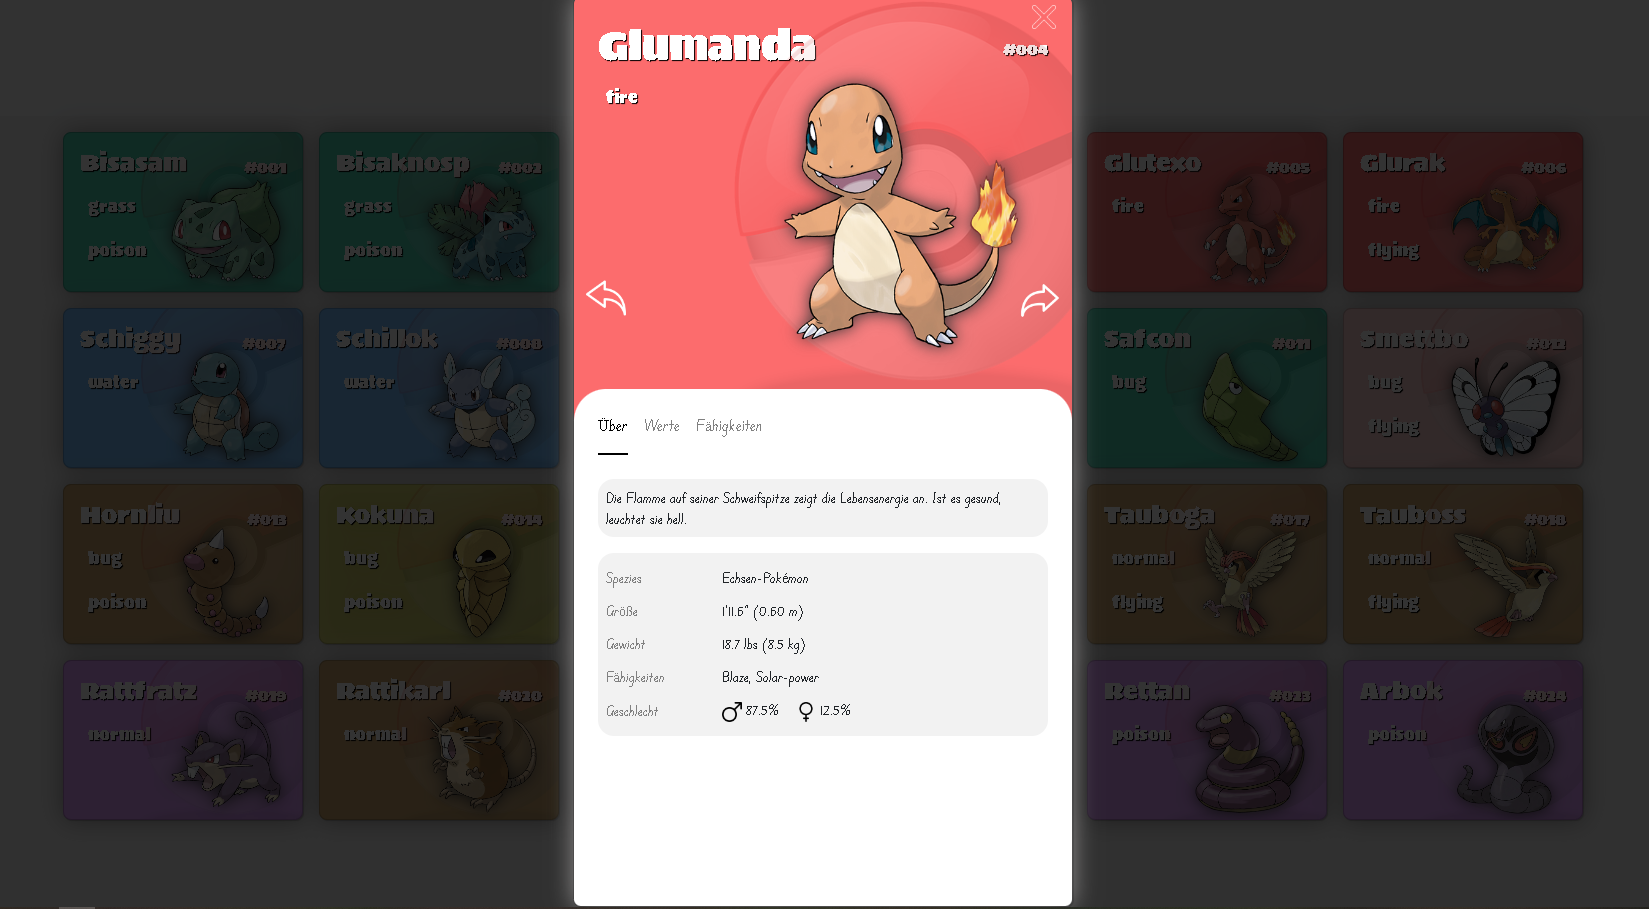 Glumanda
#004
fire
Über Werte Fähigkeiten
Die Flamme auf seiner Schweifspitze zeigt die Lebensenergie an. Ist es gesund,
leuchtet sie hell.
Spezies Echsen-Pokémon
Größe 1'11.6" (0.60 m)
Gewicht 18.7 lbs (8.5 kg)
Fähigkeiten Blaze, Solar-power
Geschlecht 87.5% 12.5%
Bisasam #001
grass
poison
Bisaknosp #002
grass
poison
Glutexo #005
fire
Glurak #006
fire
flying
Schiggy #007
water
Schillok #008
water
Safcon #011
bug
Smettbo #012
bug
flying
Hornliu #013
bug
poison
Kokuna #014
bug
poison
Tauboga #017
normal
flying
Tauboss #018
normal
flying
Rattfratz #019
normal
Rattikarl #020
normal
Rettan #023
poison
Arbok #024
poison